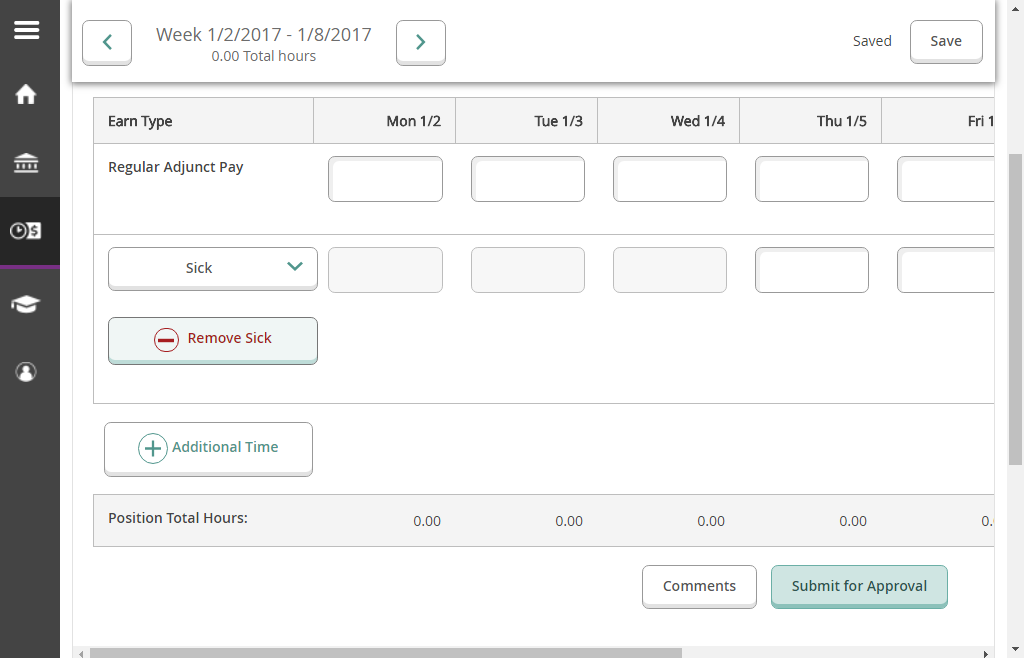 Week 1/2/2017 - 1/8/2017
0.00 Total hours
Saved
Save
Earn Type Mon 1/2 Tue 1/3 Wed 1/4 Thu 1/5 Fri 1
Regular Adjunct Pay
Sick
Remove Sick
Additional Time
Position Total Hours: 0.00 0.00 0.00 0.00 0.
Comments
Submit for Approval